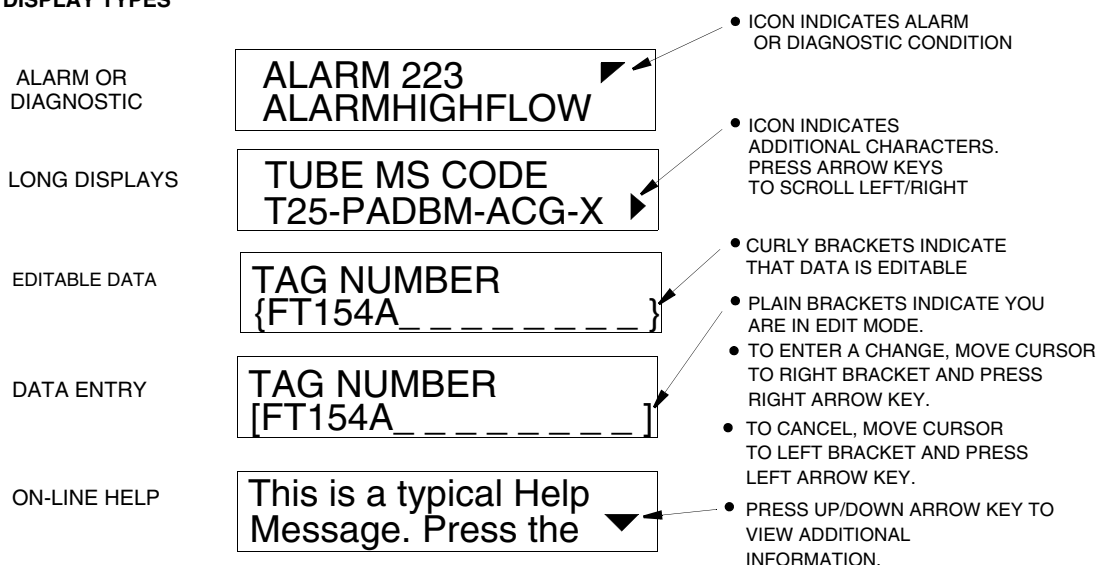 DISPLAY TYPES
ALARM OR
DIAGNOSTIC
ALARM 223
ALARMHIGHFLOW
● ICON INDICATES ALARM
OR DIAGNOSTIC CONDITION
LONG DISPLAYS
TUBE MS CODE
T25-PADBM-ACG-X
● ICON INDICATES
ADDITIONAL CHARACTERS.
PRESS ARROW KEYS
TO SCROLL LEFT/RIGHT
EDITABLE DATA
TAG NUMBER
{FT154A_ _ _ _ _ _ _ _ }
● CURLY BRACKETS INDICATE
THAT DATA IS EDITABLE
DATA ENTRY
TAG NUMBER
[FT154A_ _ _ _ _ _ _ _ ]
● PLAIN BRACKETS INDICATE YOU
ARE IN EDIT MODE.
● TO ENTER A CHANGE, MOVE CURSOR
TO RIGHT BRACKET AND PRESS
RIGHT ARROW KEY.
● TO CANCEL, MOVE CURSOR
TO LEFT BRACKET AND PRESS
LEFT ARROW KEY.
ON-LINE HELP
This is a typical Help
Message. Press the
● PRESS UP/DOWN ARROW KEY TO
VIEW ADDITIONAL
INFORMATION.